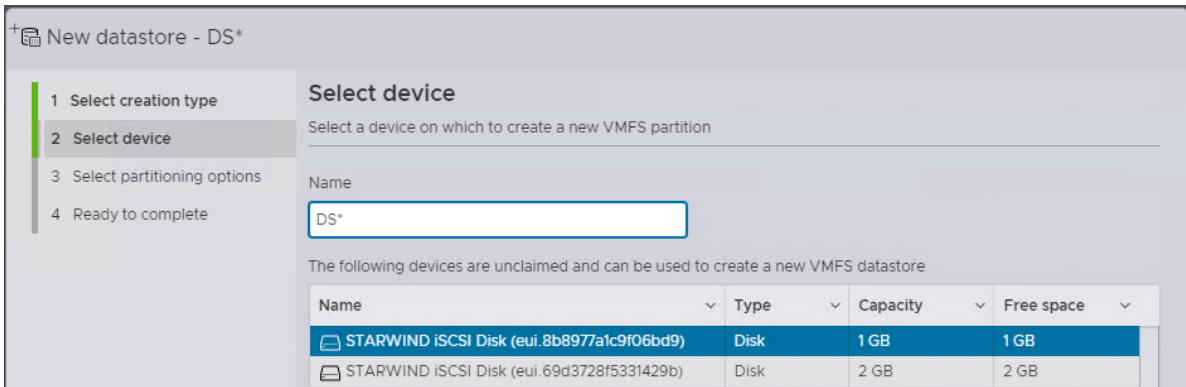 New datastore - DS*
1 Select creation type
2 Select device
3 Select partitioning options
4 Ready to complete
Select device
Select a device on which to create a new VMFS partition
Name
DS*
The following devices are unclaimed and can be used to create a new VMFS datastore
Name Type Capacity Free space
STARWIND iSCSI Disk (eui.8b8977a1c9f06bd9) Disk 1 GB 1 GB
STARWIND iSCSI Disk (eui.69d3728f5331429b) Disk 2 GB 2 GB